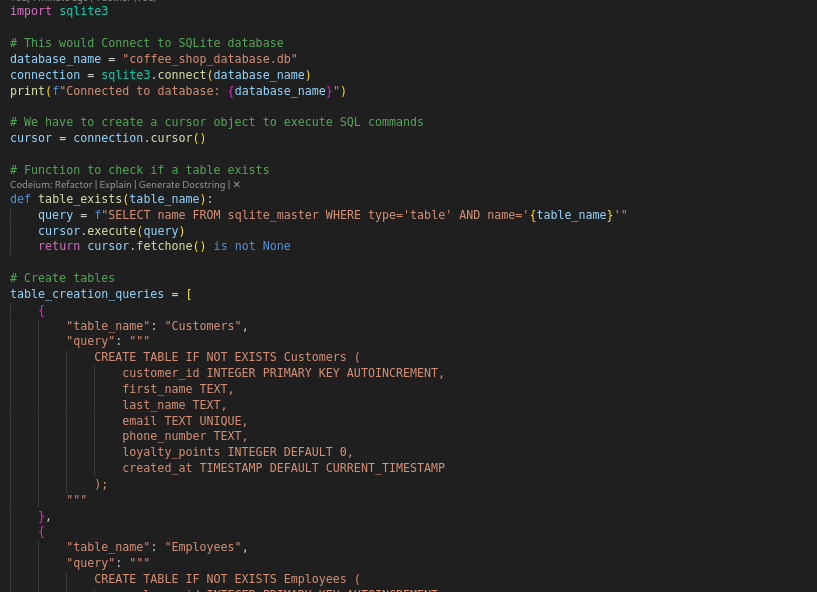 import sqlite3
# This would Connect to SQLite database
database_name = "coffee_shop_database.db"
connection = sqlite3.connect(database_name)
print(f"Connected to database: {database_name}")
# We have to create a cursor object to execute SQL commands
cursor = connection.cursor()
# Function to check if a table exists
Codeium: Refactor | Explain | Generate Docstring | ✕
def table_exists(table_name):
    query = f"SELECT name FROM sqlite_master WHERE type='table' AND name='{table_name}'"
    cursor.execute(query)
    return cursor.fetchone() is not None
# Create tables
table_creation_queries = [
    {
        "table_name": "Customers",
        "query": """
            CREATE TABLE IF NOT EXISTS Customers (
                customer_id INTEGER PRIMARY KEY AUTOINCREMENT,
                first_name TEXT,
                last_name TEXT,
                email TEXT UNIQUE,
                phone_number TEXT,
                loyalty_points INTEGER DEFAULT 0,
                created_at TIMESTAMP DEFAULT CURRENT_TIMESTAMP
            );
        """
    },
    {
        "table_name": "Employees",
        "query": """
            CREATE TABLE IF NOT EXISTS Employees (